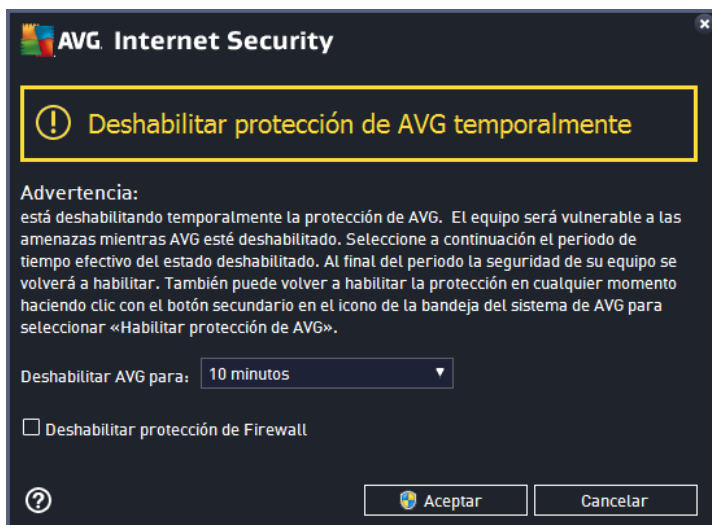 AVG. Internet Security
Deshabilitar protección de AVG temporalmente
Advertencia:
está deshabilitando temporalmente la protección de AVG. El equipo será vulnerable a las
amenazas mientras AVG esté deshabilitado. Seleccione a continuación el periodo de
tiempo efectivo del estado deshabilitado. Al final del periodo la seguridad de su equipo se
volverá a habilitar. También puede volver a habilitar la protección en cualquier momento
haciendo clic con el botón secundario en el icono de la bandeja del sistema de AVG para
seleccionar «Habilitar protección de AVG».
Deshabilitar AVG para: 10 minutos
Deshabilitar protección de Firewall
Aceptar Cancelar